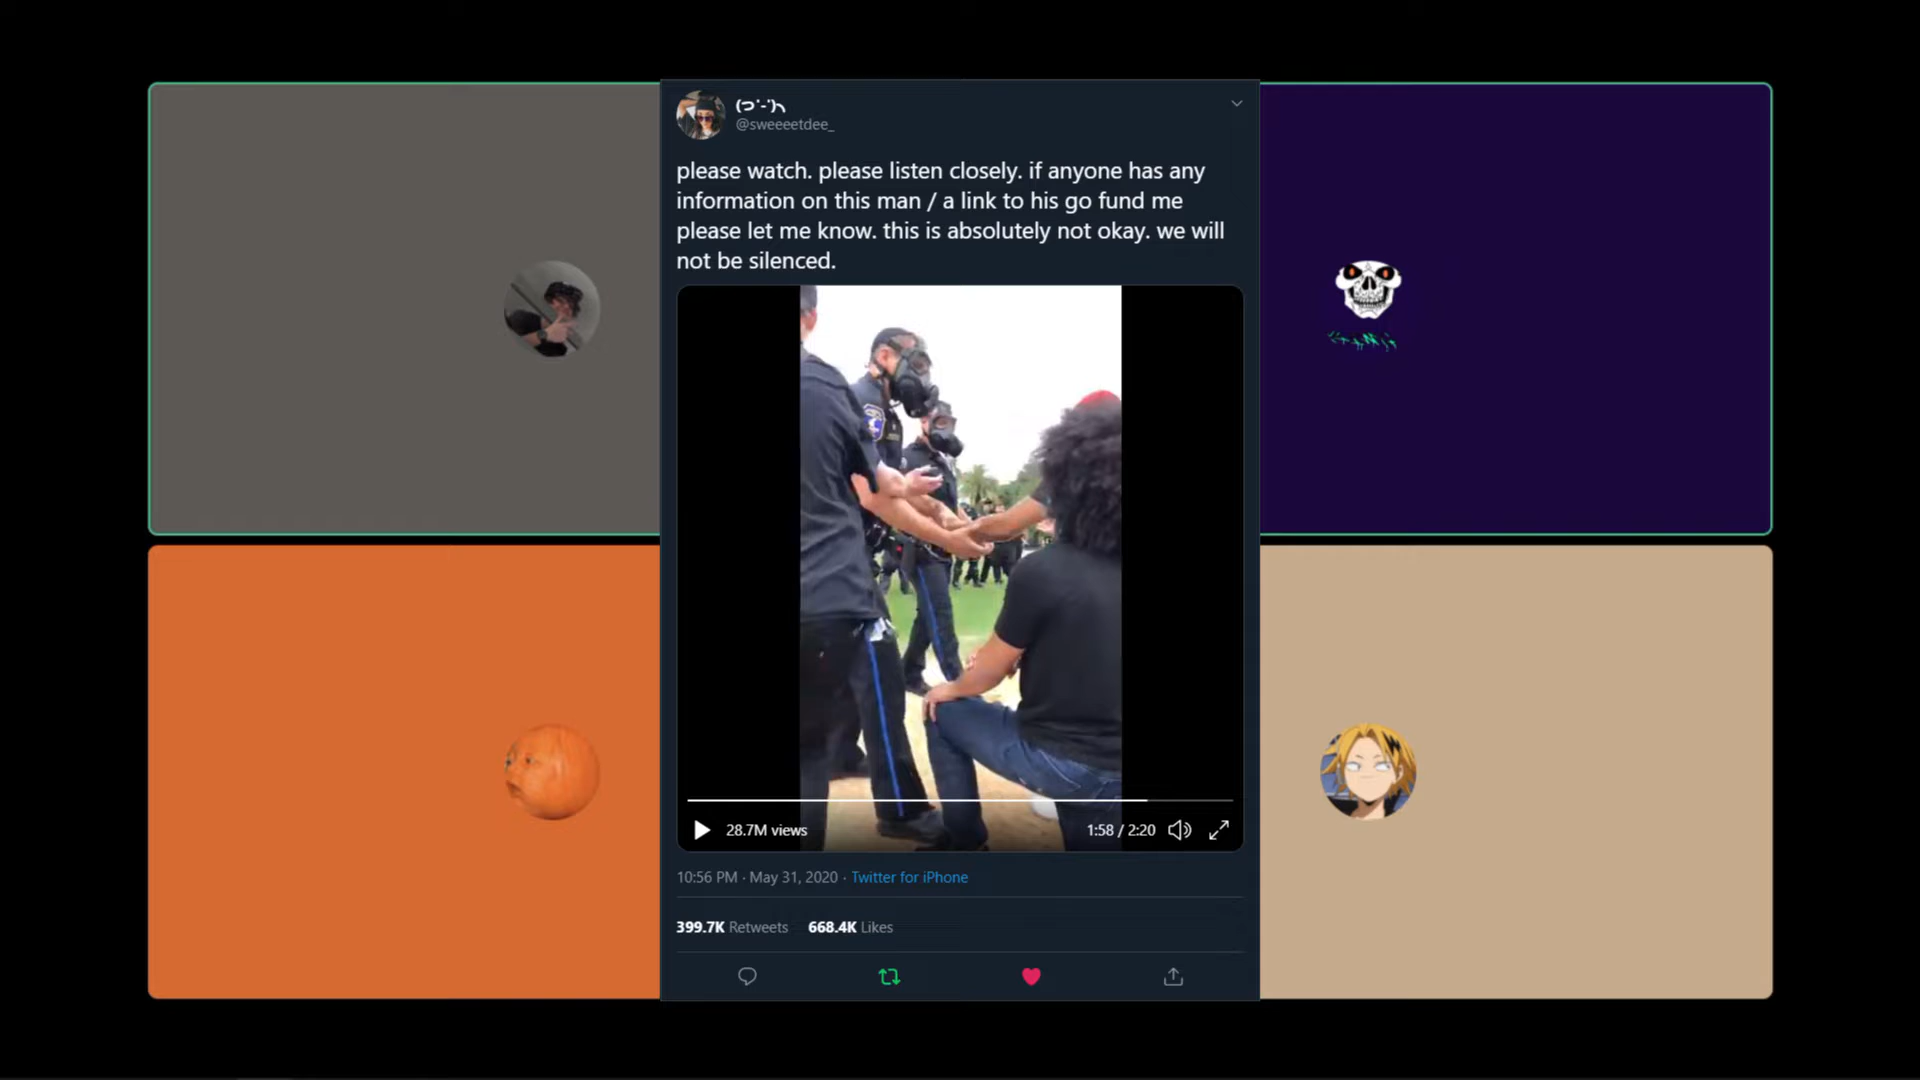 (っ˘-˘)╮
@sweeeetdee_
please watch. please listen closely. if anyone has any
information on this man / a link to his go fund me
please let me know. this is absolutely not okay. we will
not be silenced.
28.7M views
1:58 / 2:20
10:56 PM · May 31, 2020 · Twitter for iPhone
399.7K Retweets 668.4K Likes